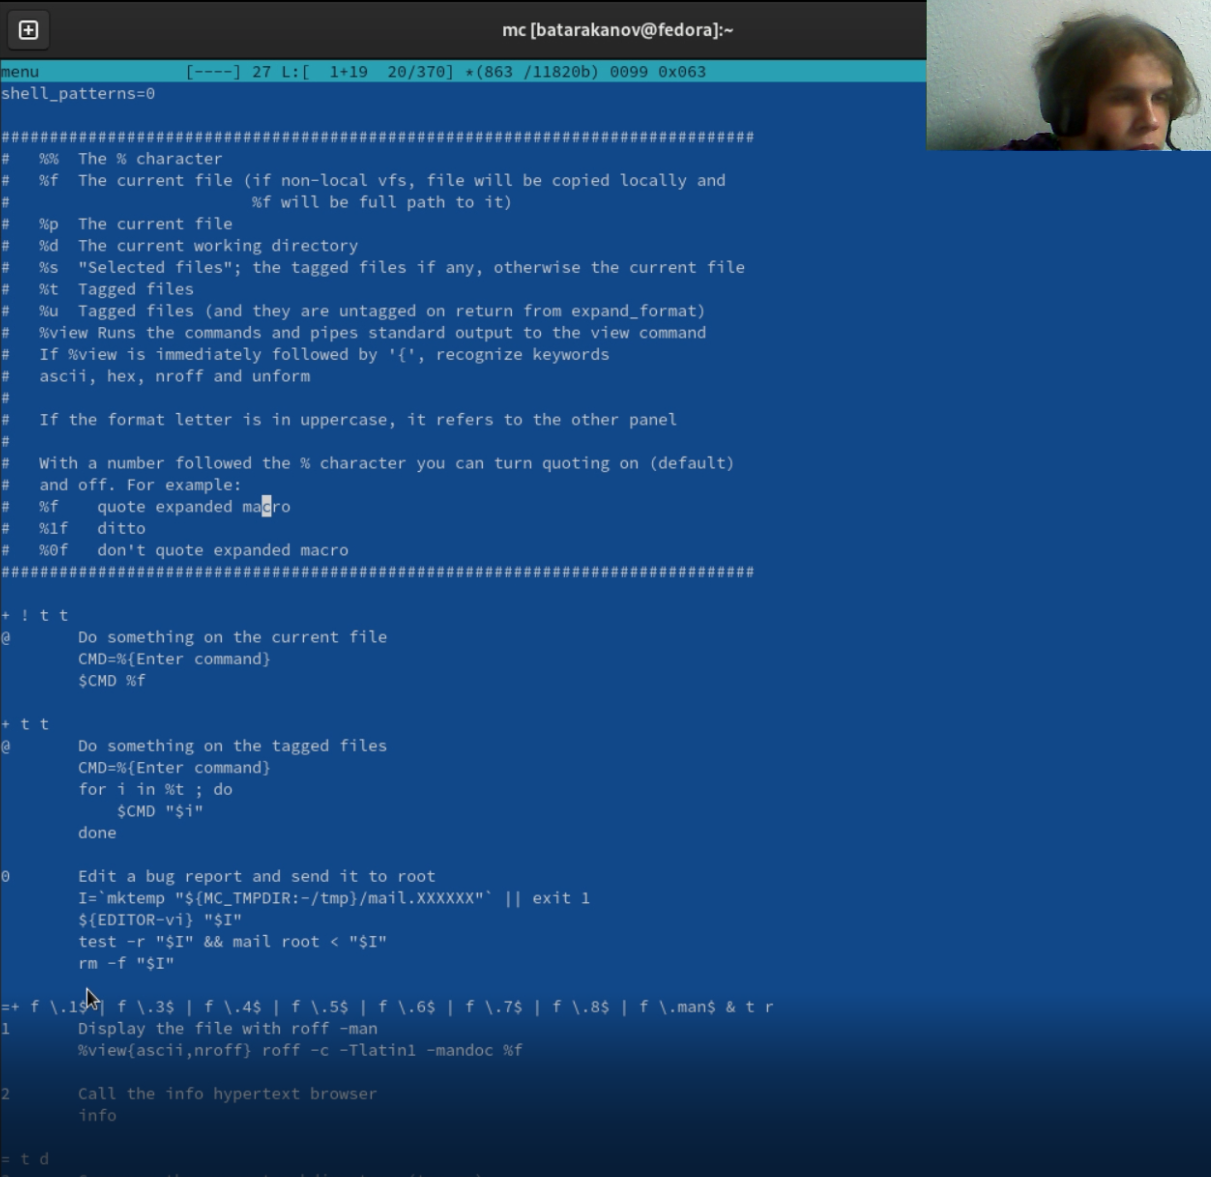 mc [batarakanov@fedora]:~
menu [----] 27 L:[ 1+19 20/370] *(863 /11820b) 0099 0x063
shell_patterns=0
##############################################################################
# %% The % character
# %f The current file (if non-local vfs, file will be copied locally and
# %f will be full path to it)
# %p The current file
# %d The current working directory
# %s "Selected files"; the tagged files if any, otherwise the current file
# %t Tagged files
# %u Tagged files (and they are untagged on return from expand_format)
# %view Runs the commands and pipes standard output to the view command
# If %view is immediately followed by '{', recognize keywords
# ascii, hex, nroff and unform
#
# If the format letter is in uppercase, it refers to the other panel
#
# With a number followed the % character you can turn quoting on (default)
# and off. For example:
# %f quote expanded macro
# %1f ditto
# %0f don't quote expanded macro
##############################################################################
+ ! t t
@ Do something on the current file
CMD=%{Enter command}
$CMD %f
+ t t
@ Do something on the tagged files
CMD=%{Enter command}
for i in %t ; do
$CMD "$i"
done
0 Edit a bug report and send it to root
I=`mktemp "${MC_TMPDIR:-/tmp}/mail.XXXXXX"` || exit 1
${EDITOR-vi} "$I"
test -r "$I" && mail root < "$I"
rm -f "$I"
=+ f \.1$ | f \.3$ | f \.4$ | f \.5$ | f \.6$ | f \.7$ | f \.8$ | f \.man$ & t r
1 Display the file with roff -man
%view{ascii,nroff} roff -c -Tlatin1 -mandoc %f
2 Call the info hypertext browser
info
= t d